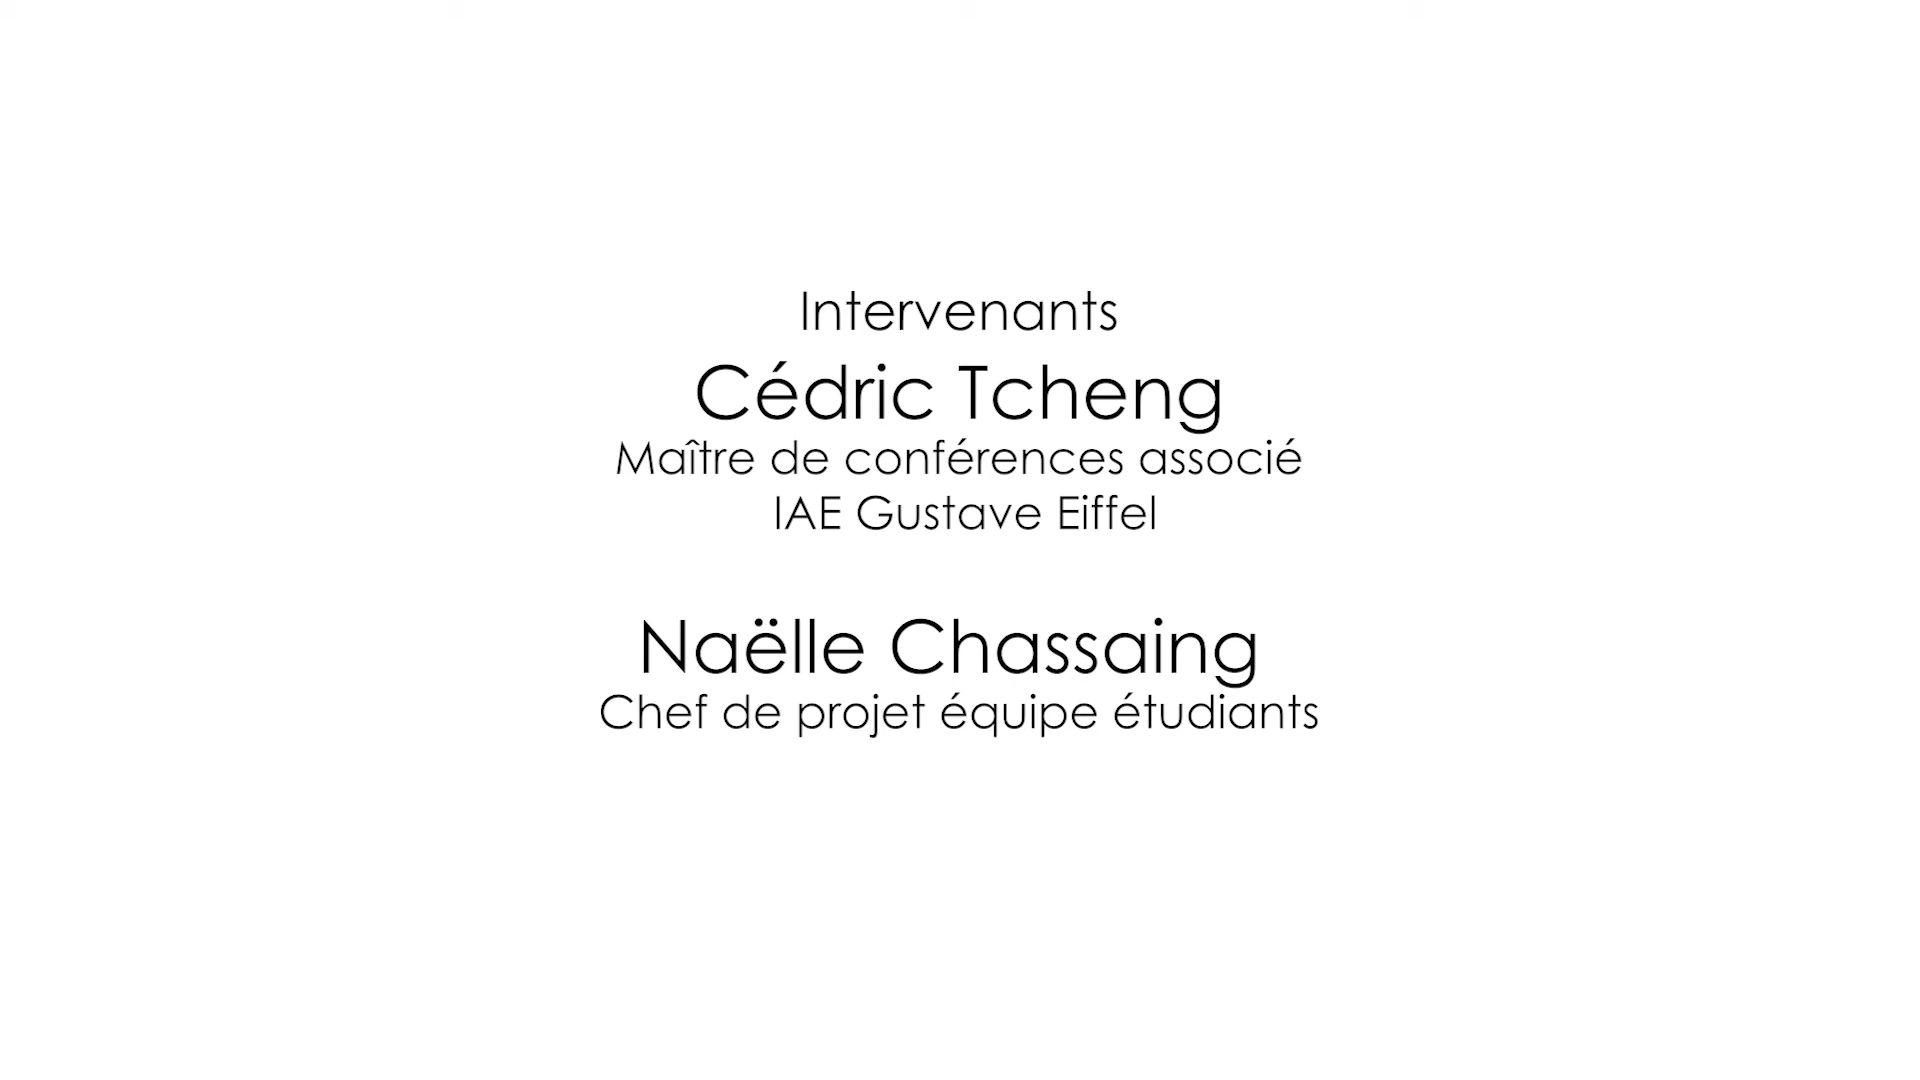 Intervenants
Cédric Tcheng
Maître de conférences associé
IAE Gustave Eiffel
Naëlle Chassaing
Chef de projet équipe étudiants